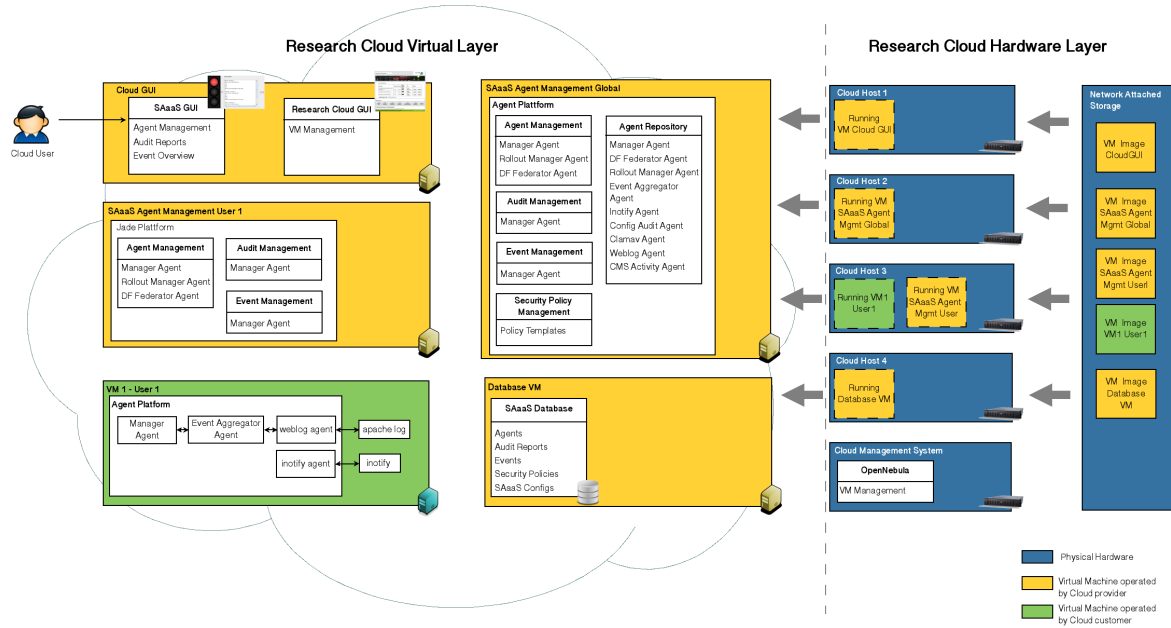 Research Cloud Virtual Layer
Research Cloud Hardware Layer
Cloud User
Cloud GUI
SAaaS GUI
Agent Management
Audit Reports
Event Overview
Research Cloud GUI
VM Management
SAaaS Agent Management User 1
Jade Plattform
Agent Management
Manager Agent
Rollout Manager Agent
DF Federator Agent
Audit Management
Manager Agent
Event Management
Manager Agent
VM 1 - User 1
Agent Platform
Manager
Agent
Event Aggregator
Agent
weblog agent
apache log
inotify agent
inotify
SAaaS Agent Management Global
Agent Plattform
Agent Management
Manager Agent
Rollout Manager Agent
DF Federator Agent
Audit Management
Manager Agent
Event Management
Manager Agent
Security Policy
Management
Policy Templates
Agent Repository
Manager Agent
DF Federator Agent
Rollout Manager Agent
Event Aggregator
Agent
Inotify Agent
Config Audit Agent
Clamav Agent
Weblog Agent
CMS Activity Agent
Database VM
SAaaS Database
Agents
Audit Reports
Events
Security Policies
SAaaS Configs
Cloud Host 1
Running
VM Cloud GUI
Cloud Host 2
Running VM
SAaaS Agent
Mgmt Global
Cloud Host 3
Running VM1
User1
Running VM
SAaaS Agent
Mgmt User
Cloud Host 4
Running
Database VM
Cloud Management System
OpenNebula
VM Management
Network Attached
Storage
VM Image
CloudGUI
VM Image
SAaaS Agent
Mgmt Global
VM Image
SAaaS Agent
Mgmt UserI
VM Image
VM1 User1
VM Image
Database
VM
Physical Hardware
Virtual Machine operated
by Cloud provider
Virtual Machine operated
by Cloud customer